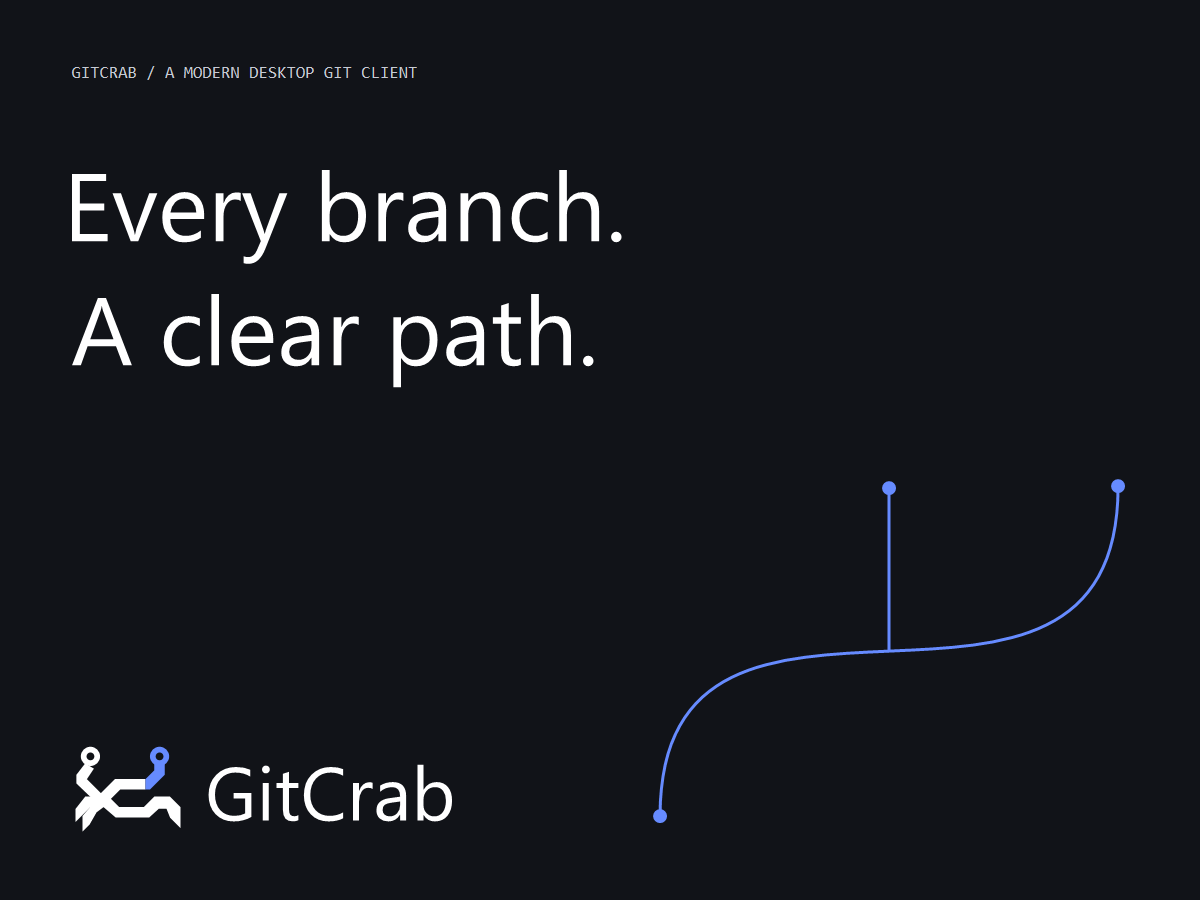 GITCRAB / A MODERN DESKTOP GIT CLIENT
Every branch.
A clear path.
GitCrab